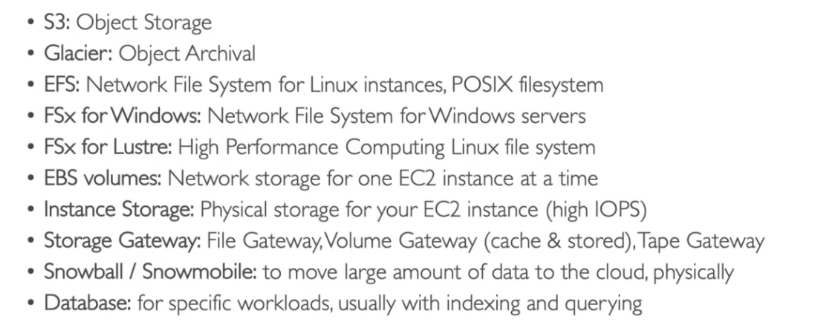 • S3: Object Storage
• Glacier: Object Archival
• EFS: Network File System for Linux instances, POSIX filesystem
• FSx for Windows: Network File System for Windows servers
• FSx for Lustre: High Performance Computing Linux file system
• EBS volumes: Network storage for one EC2 instance at a time
• Instance Storage: Physical storage for your EC2 instance (high IOPS)
• Storage Gateway: File Gateway, Volume Gateway (cache & stored), Tape Gateway
• Snowball / Snowmobile: to move large amount of data to the cloud, physically
• Database: for specific workloads, usually with indexing and querying